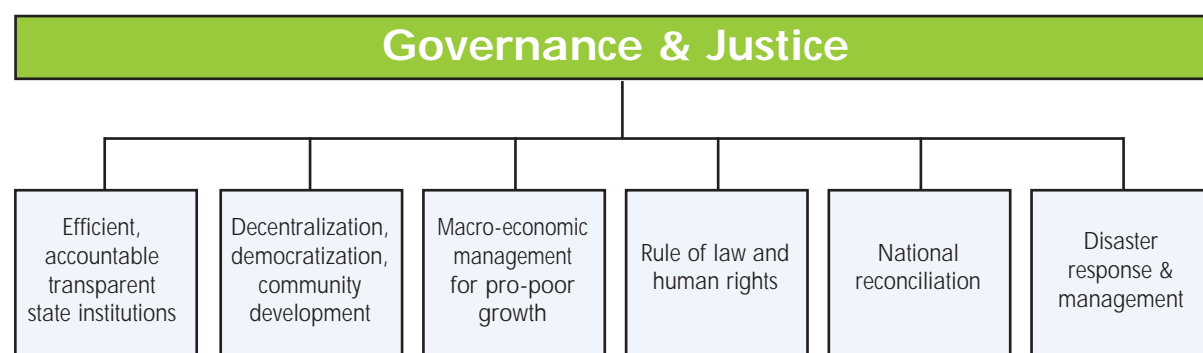 Governance & Justice
Efficient,
accountable
transparent
state institutions
Decentralization,
democratization,
community
development
Macro-economic
management
for pro-poor
growth
Rule of law and
human rights
National
reconciliation
Disaster
response &
management